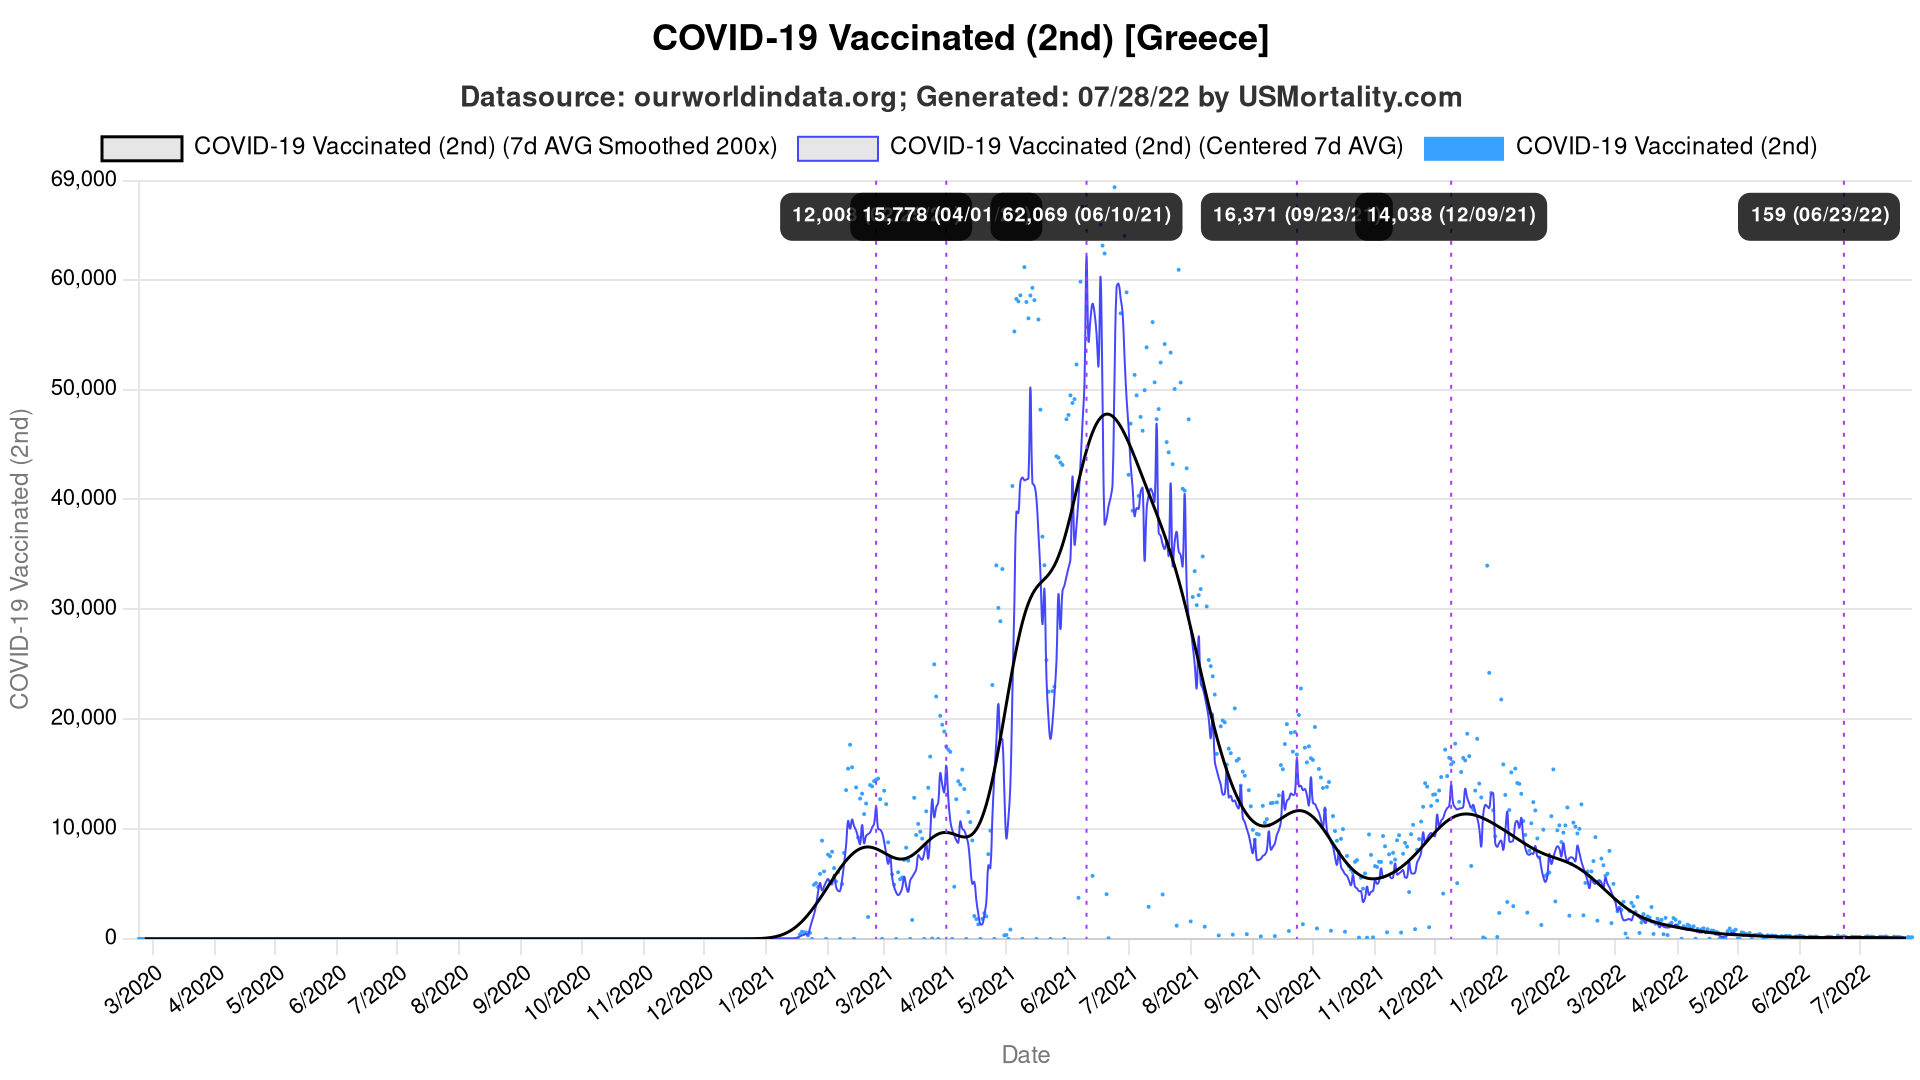 COVID-19 Vaccinated (2nd) [Greece]
Datasource: ourworldindata.org; Generated: 07/28/22 by USMortality.com
COVID-19 Vaccinated (2nd) (7d AVG Smoothed 200x) COVID-19 Vaccinated (2nd) (Centered 7d AVG) COVID-19 Vaccinated (2nd)
69,000
12,008 15,778 (04/01/ 62,069 (06/10/21) 16,371 (09/23/2 14,038 (12/09/21) 159 (06/23/22)
60,000
50,000
40,000
30,000
20,000
10,000
0
COVID-19 Vaccinated (2nd)
3/2020 4/2020 5/2020 6/2020 7/2020 8/2020 9/2020 10/2020 11/2020 12/2020 1/2021 2/2021 3/2021 4/2021 5/2021 6/2021 7/2021 8/2021 9/2021 10/2021 11/2021 12/2021 1/2022 2/2022 3/2022 4/2022 5/2022 6/2022 7/2022
Date